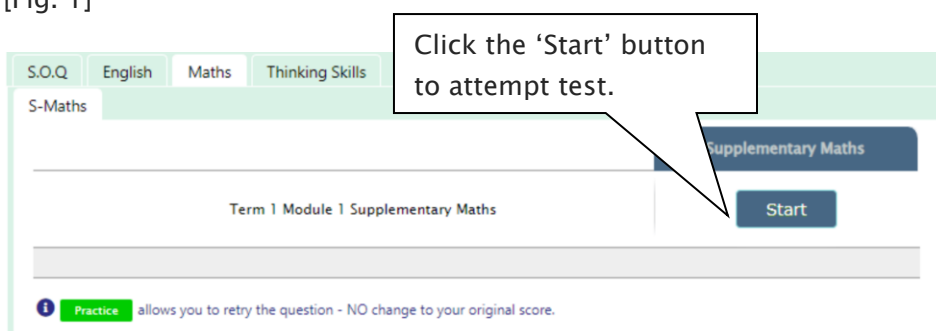 [Fig. 1]
Click the ‘Start’ button
to attempt test.
S.O.Q English Maths Thinking Skills
S-Maths
Supplementary Maths
Term 1 Module 1 Supplementary Maths
Start
Practice allows you to retry the question - NO change to your original score.